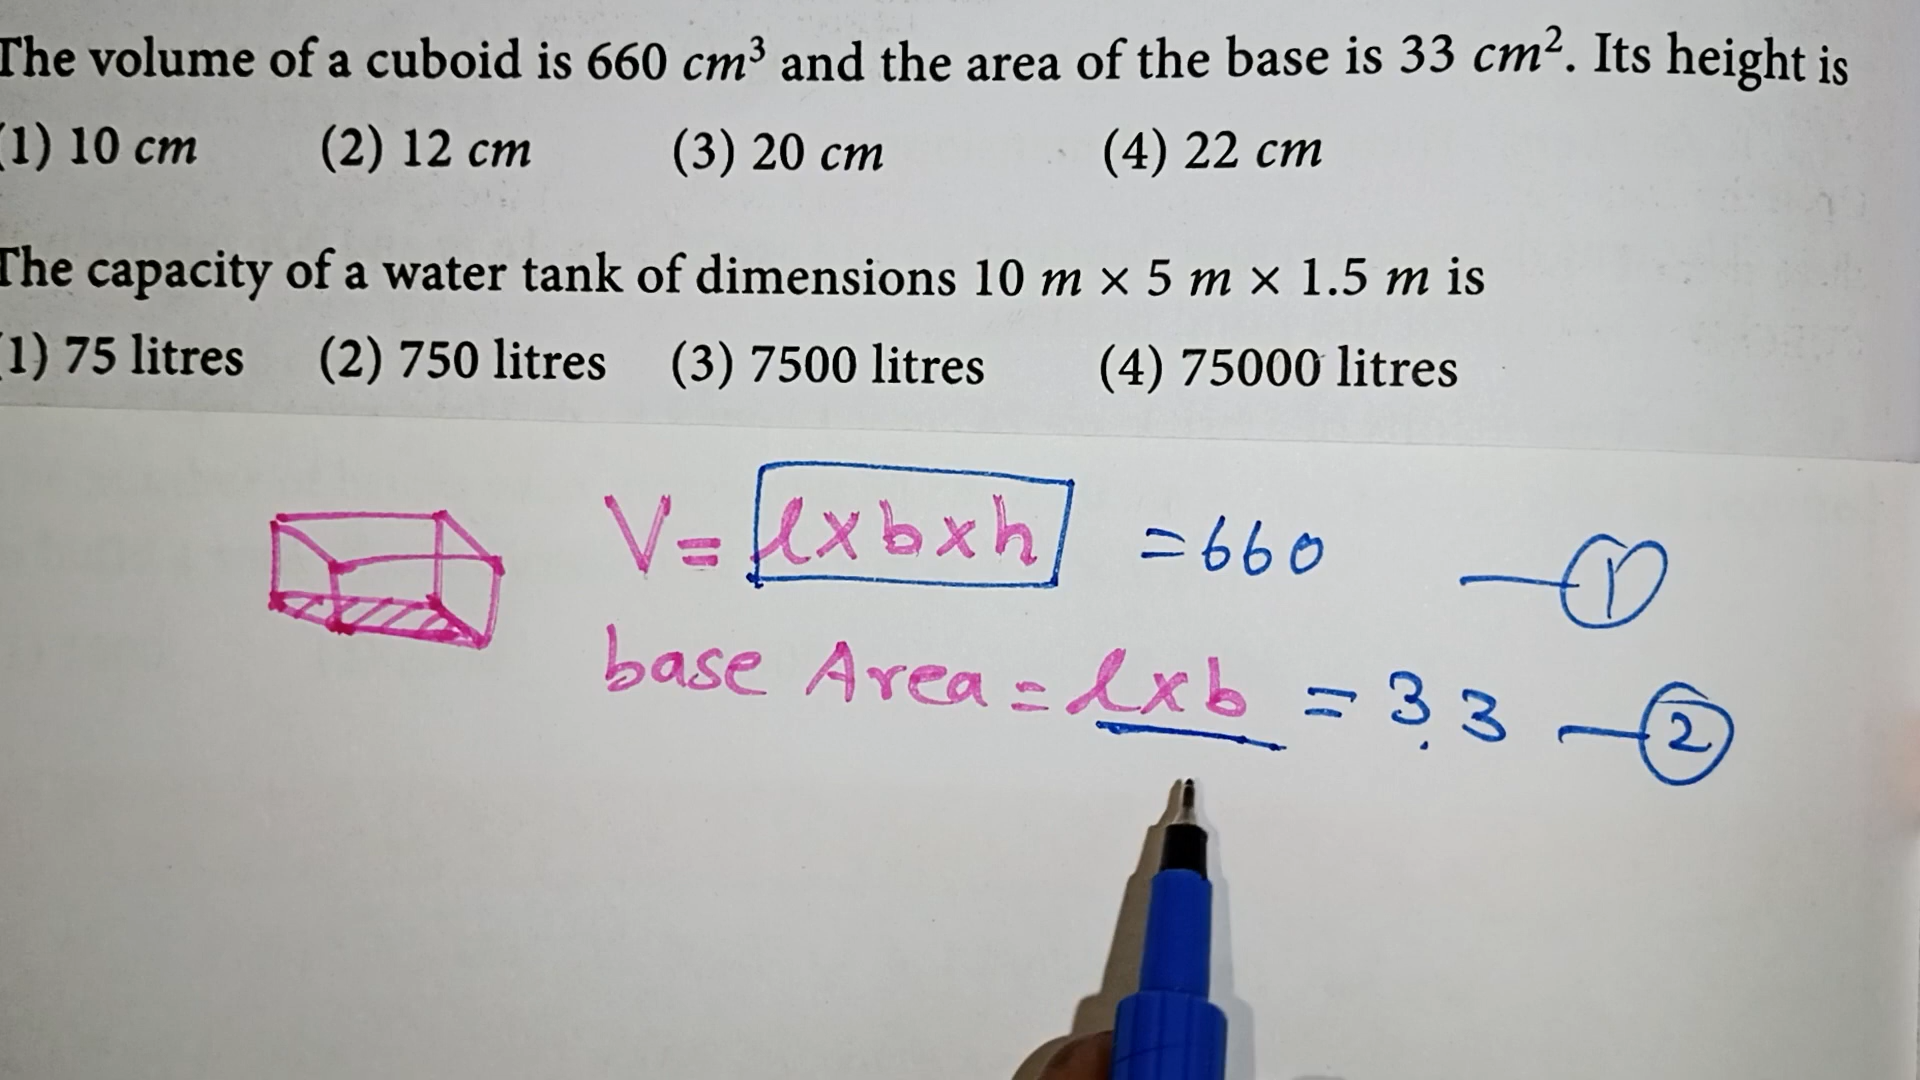 The volume of a cuboid is 660 cm³ and the area of the base is 33 cm². Its height is
(1) 10 cm (2) 12 cm (3) 20 cm (4) 22 cm
The capacity of a water tank of dimensions 10 m × 5 m × 1.5 m is
(1) 75 litres (2) 750 litres (3) 7500 litres (4) 75000 litres
V = l×b×h = 660 — 1
base Area = l×b = 33 — 2